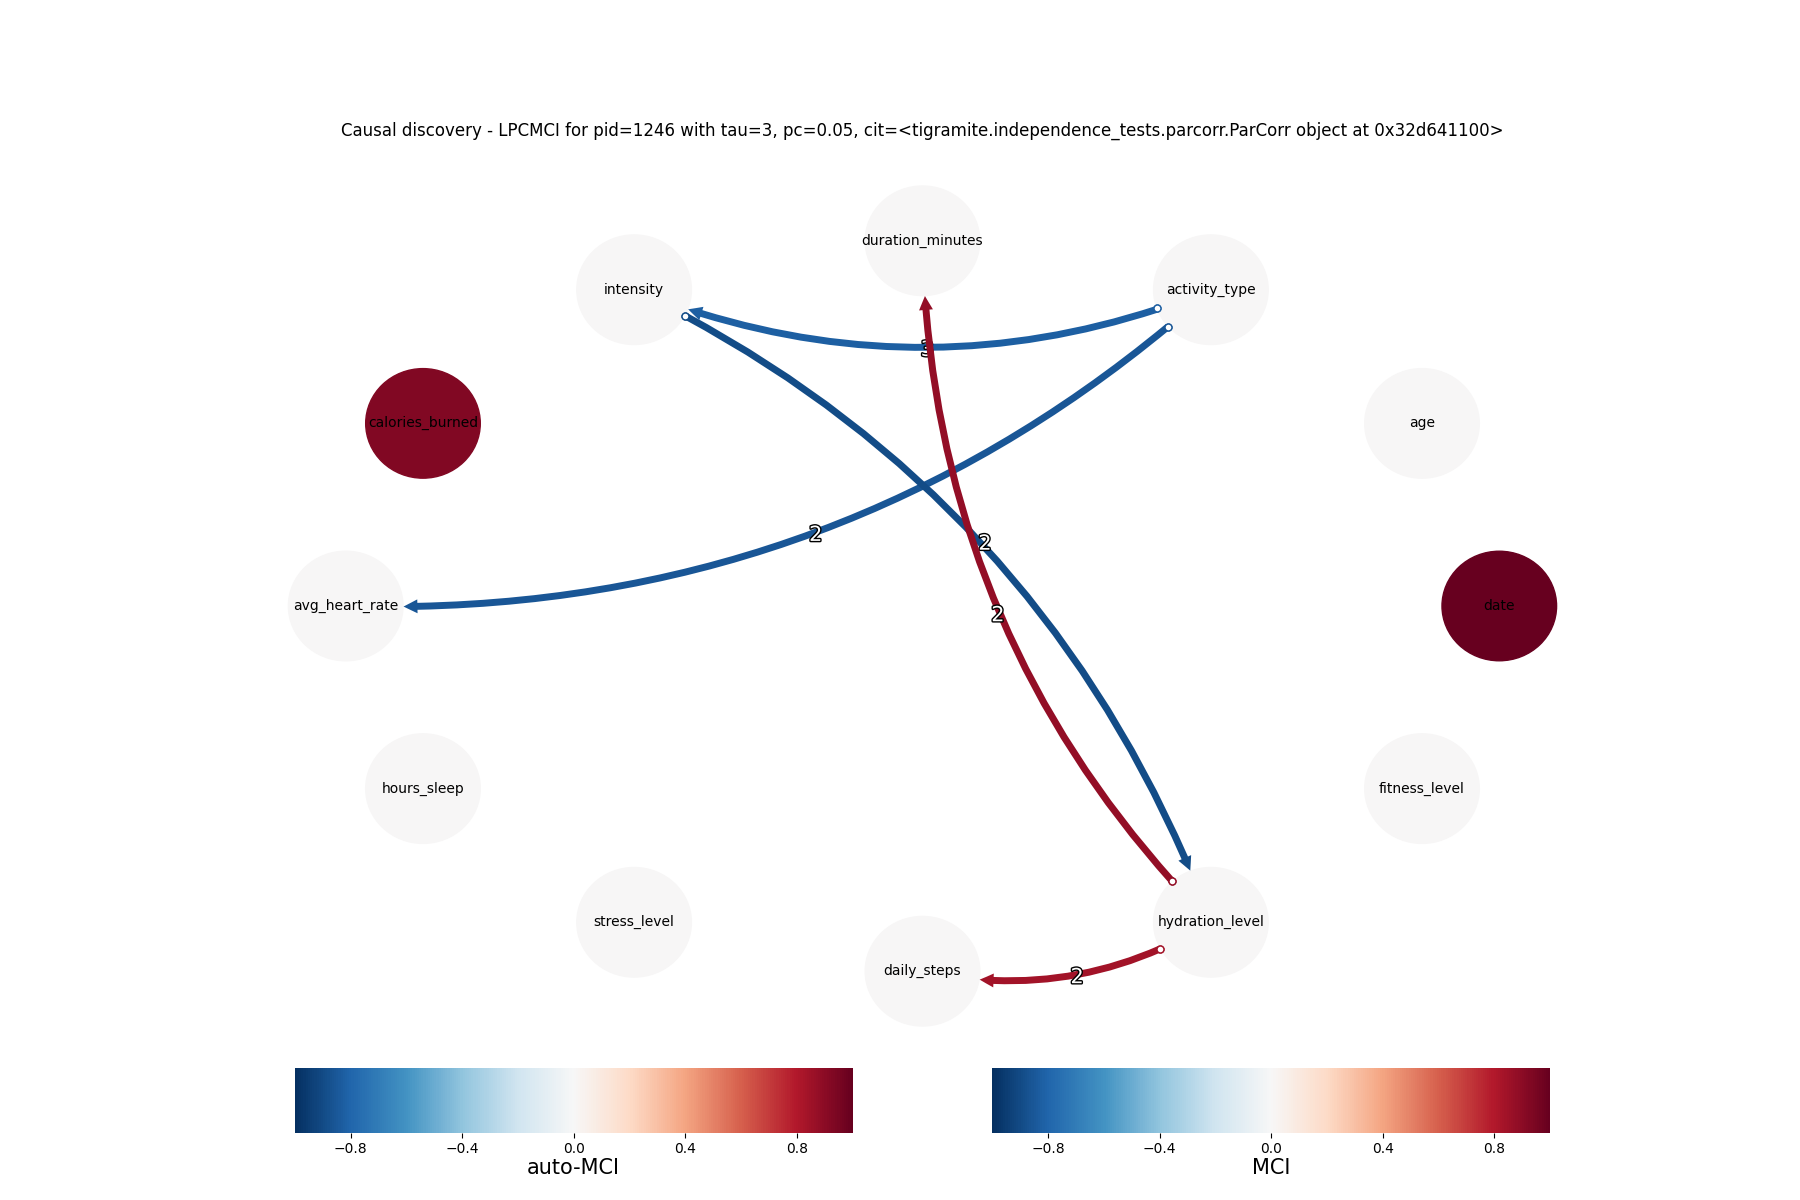 Causal discovery - LPCMCI for pid=1246 with tau=3, pc=0.05, cit=<tigramite.independence_tests.parcorr.ParCorr object at 0x32d641100>
duration_minutes
intensity
activity_type
3
calories_burned
age
2
2
avg_heart_rate
date
2
hours_sleep
fitness_level
stress_level
hydration_level
daily_steps
2
−0.8 −0.4 0.0 0.4 0.8
auto-MCI
−0.8 −0.4 0.0 0.4 0.8
MCI